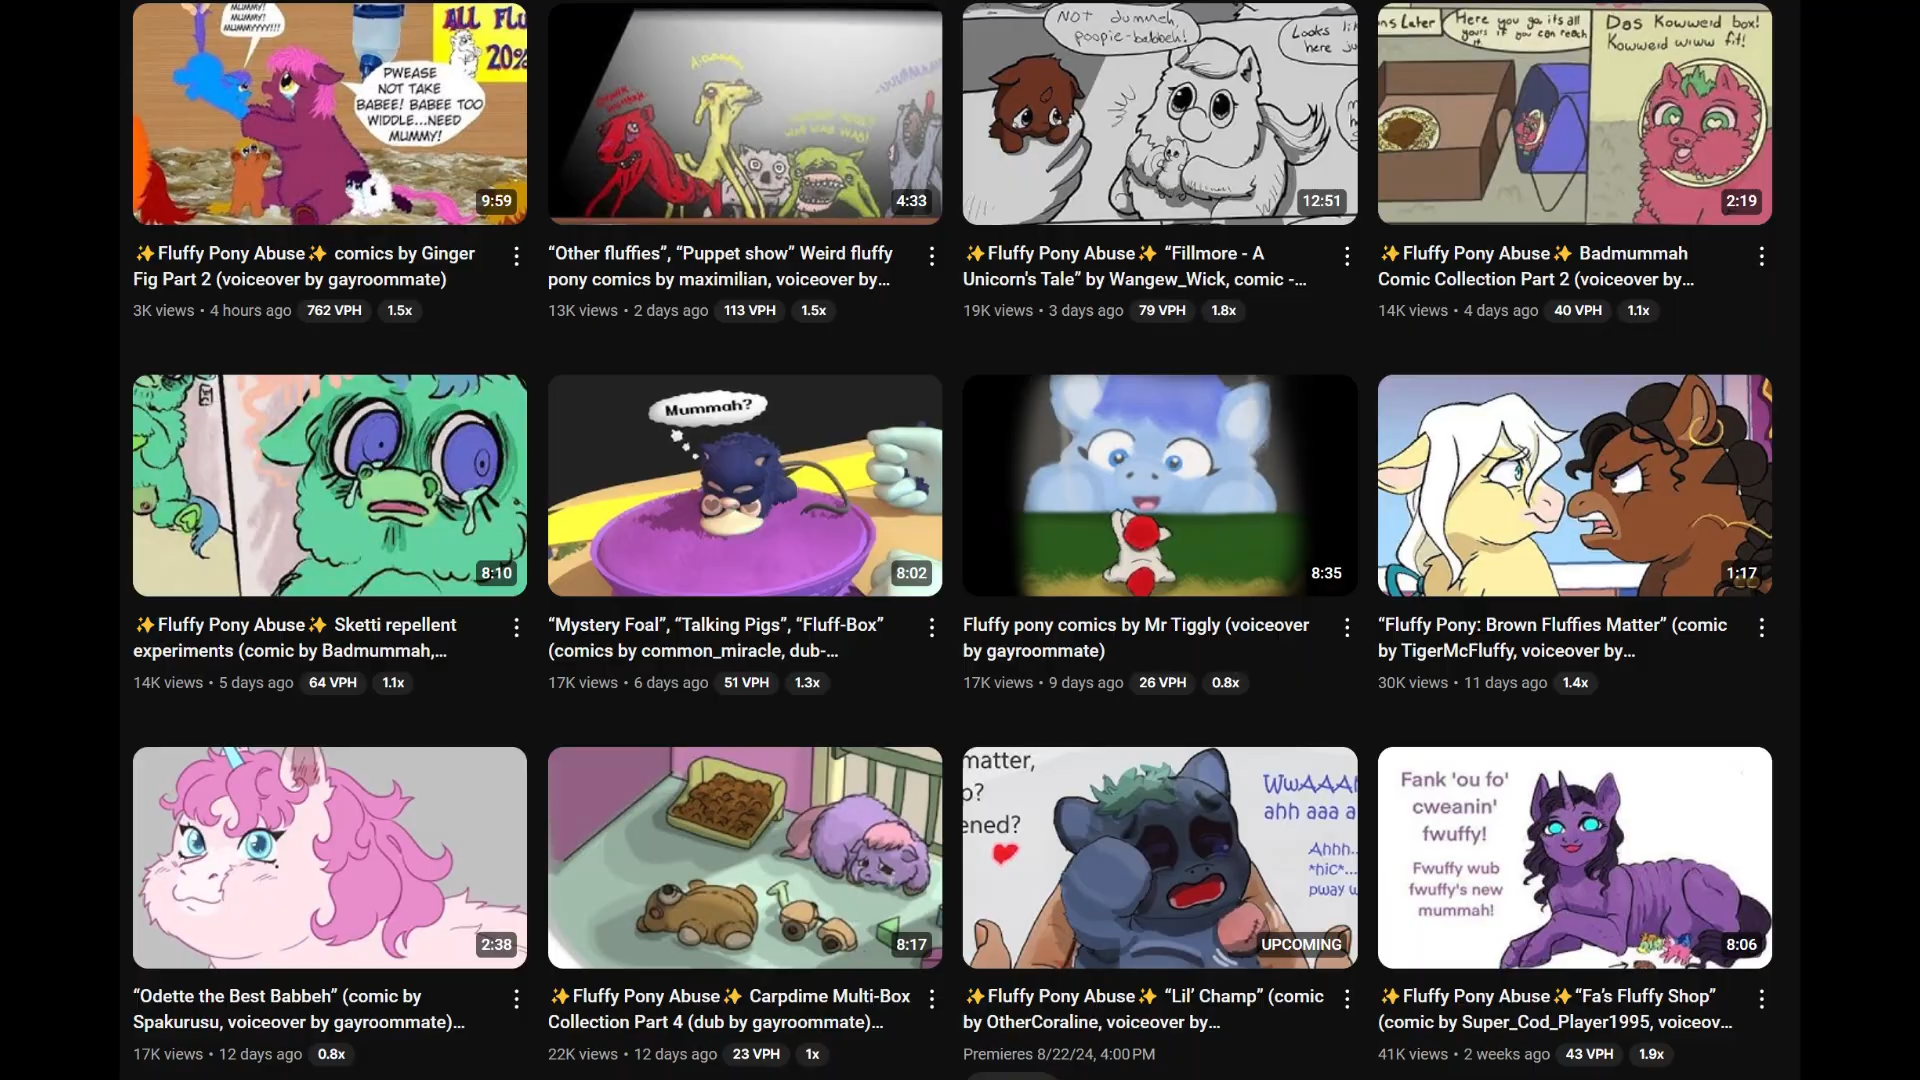 MUMMY!
MUMMY!
MUMMYYYY!!!
ALL FLU
20%
PWEASE
NOT TAKE
BABEE! BABEE TOO
WIDDLE...NEED
MUMMY!
9:59
4:33
NOT dummeh,
poopie-babbeh!
Looks li
here ju
12:51
ns Later
Here you go, its all
yours if you can reach
it
Das Kowweid box!
Kowweid wiww fit!
2:19
✨Fluffy Pony Abuse✨ comics by Ginger
Fig Part 2 (voiceover by gayroommate)
3K views • 4 hours ago 762 VPH 1.5x
“Other fluffies”, “Puppet show” Weird fluffy
pony comics by maximilian, voiceover by...
13K views • 2 days ago 113 VPH 1.5x
✨Fluffy Pony Abuse✨ “Fillmore - A
Unicorn's Tale” by Wangew_Wick, comic -...
19K views • 3 days ago 79 VPH 1.8x
✨Fluffy Pony Abuse✨ Badmummah
Comic Collection Part 2 (voiceover by...
14K views • 4 days ago 40 VPH 1.1x
8:10
Mummah?
8:02
8:35
1:17
✨Fluffy Pony Abuse✨ Sketti repellent
experiments (comic by Badmummah,...
14K views • 5 days ago 64 VPH 1.1x
“Mystery Foal”, “Talking Pigs”, “Fluff-Box”
(comics by common_miracle, dub-...
17K views • 6 days ago 51 VPH 1.3x
Fluffy pony comics by Mr Tiggly (voiceover
by gayroommate)
17K views • 9 days ago 26 VPH 0.8x
“Fluffy Pony: Brown Fluffies Matter” (comic
by TigerMcFluffy, voiceover by...
30K views • 11 days ago 1.4x
2:38
8:17
matter,
o?
ened?
WwAAAH
ahh aaa a
Ahhh..
*hic*...
pway w
UPCOMING
Fank 'ou fo'
cweanin'
fwuffy!
Fwuffy wub
fwuffy's new
mummah!
8:06
“Odette the Best Babbeh” (comic by
Spakurusu, voiceover by gayroommate)...
17K views • 12 days ago 0.8x
✨Fluffy Pony Abuse✨ Carpdime Multi-Box
Collection Part 4 (dub by gayroommate)...
22K views • 12 days ago 23 VPH 1x
✨Fluffy Pony Abuse✨ “Lil’ Champ” (comic
by OtherCoraline, voiceover by...
Premieres 8/22/24, 4:00 PM
✨Fluffy Pony Abuse✨“Fa’s Fluffy Shop”
(comic by Super_Cod_Player1995, voiceov...
41K views • 2 weeks ago 43 VPH 1.9x